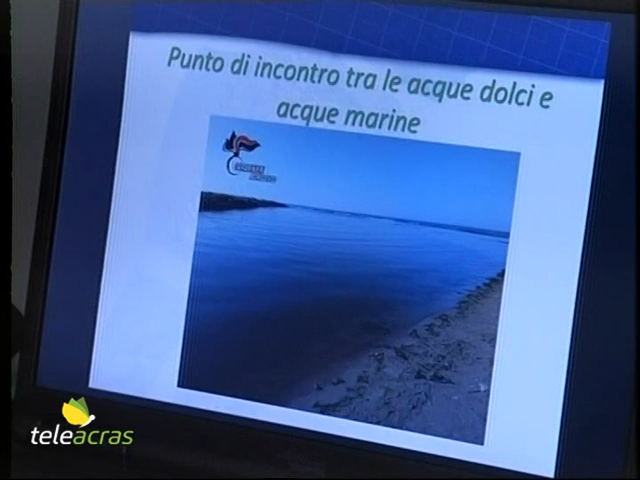 Punto di incontro tra le acque dolci e
acque marine
teleacras